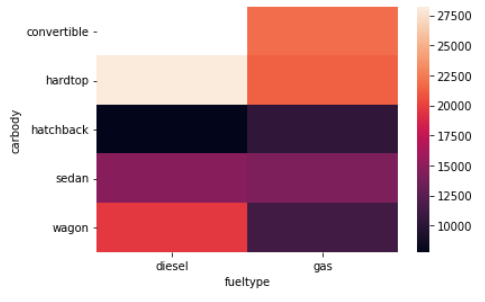 convertible
hardtop
hatchback
sedan
wagon
carbody
diesel
gas
fueltype
27500
25000
22500
20000
17500
15000
12500
10000